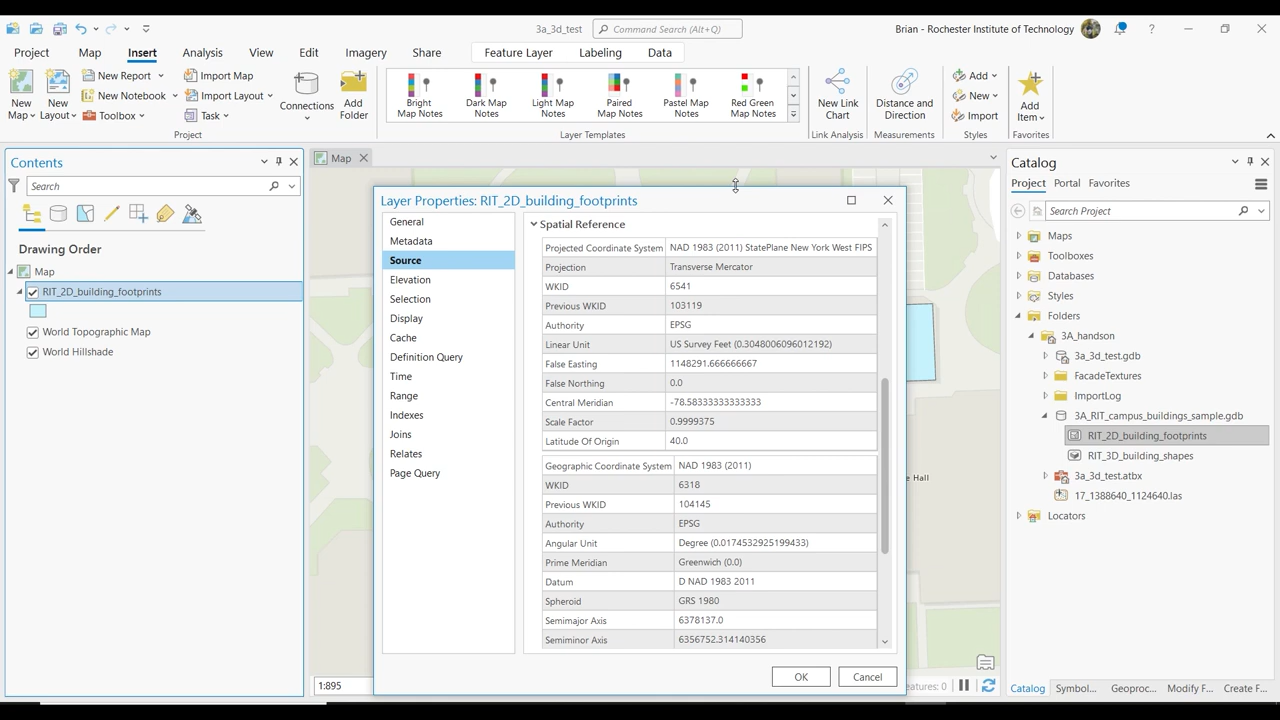 3a_3d_test
Command Search (Alt+Q)
Brian - Rochester Institute of Technology
?
Project Map Insert Analysis View Edit Imagery Share Feature Layer Labeling Data
New Map
New Layout
New Report
New Notebook
Toolbox
Import Map
Import Layout
Task
Connections
Add Folder
Project
Bright Map Notes
Dark Map Notes
Light Map Notes
Paired Map Notes
Pastel Map Notes
Red Green Map Notes
Layer Templates
New Link Chart
Link Analysis
Distance and Direction
Measurements
Add
New
Import
Styles
Add Item
Favorites
Contents
Search
Drawing Order
Map
RIT_2D_building_footprints
World Topographic Map
World Hillshade
Map
Layer Properties: RIT_2D_building_footprints
General
Metadata
Source
Elevation
Selection
Display
Cache
Definition Query
Time
Range
Indexes
Joins
Relates
Page Query
Spatial Reference
Projected Coordinate System NAD 1983 (2011) StatePlane New York West FIPS
Projection Transverse Mercator
WKID 6541
Previous WKID 103119
Authority EPSG
Linear Unit US Survey Feet (0.3048006096012192)
False Easting 1148291.666666667
False Northing 0.0
Central Meridian -78.58333333333333
Scale Factor 0.9999375
Latitude Of Origin 40.0
Geographic Coordinate System NAD 1983 (2011)
WKID 6318
Previous WKID 104145
Authority EPSG
Angular Unit Degree (0.0174532925199433)
Prime Meridian Greenwich (0.0)
Datum D NAD 1983 2011
Spheroid GRS 1980
Semimajor Axis 6378137.0
Semiminor Axis 6356752.314140356
OK Cancel
e Hall
1:895
eatures: 0
Catalog
Project Portal Favorites
Search Project
Maps
Toolboxes
Databases
Styles
Folders
3A_handson
3a_3d_test.gdb
FacadeTextures
ImportLog
3A_RIT_campus_buildings_sample.gdb
RIT_2D_building_footprints
RIT_3D_building_shapes
3a_3d_test.atbx
17_1388640_1124640.las
Locators
Catalog Symbol... Geoproc... Modify F... Create F...